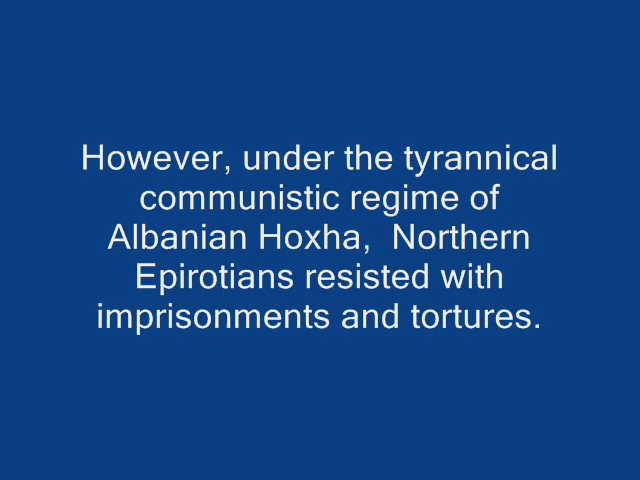 However, under the tyrannical
communistic regime of
Albanian Hoxha,  Northern
Epirotians resisted with
imprisonments and tortures.